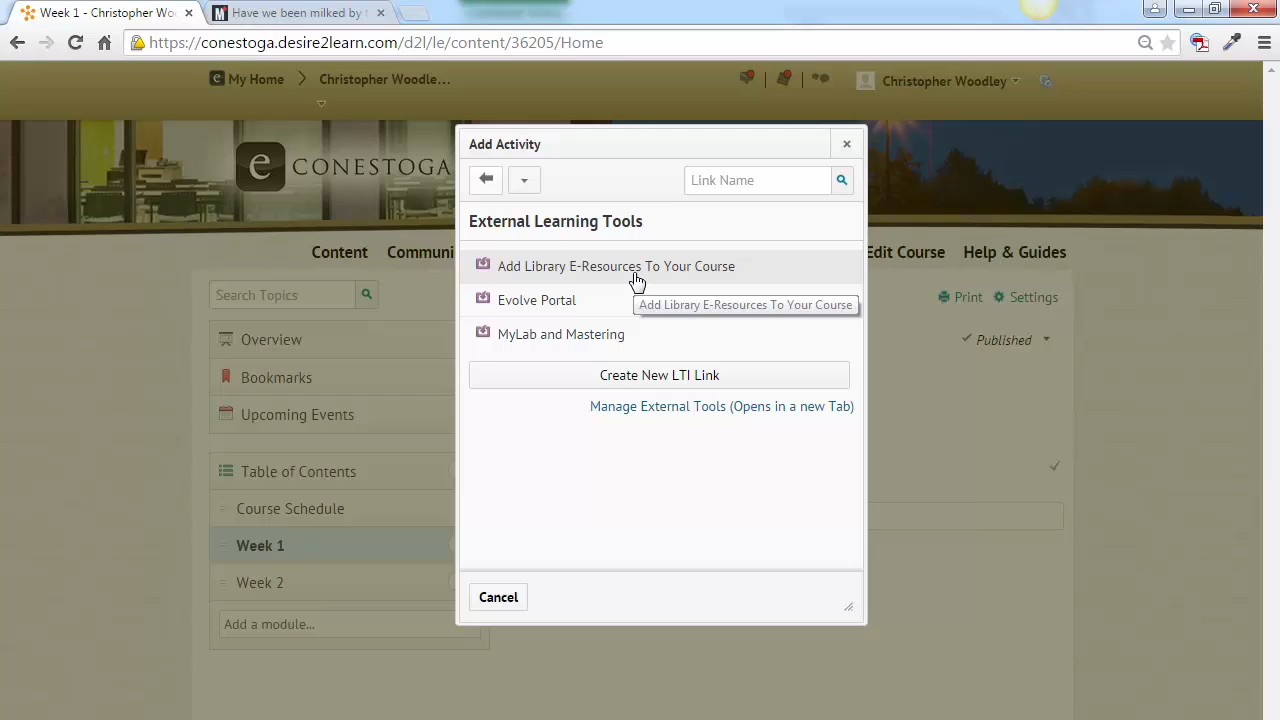 Week 1 - Christopher Wo
Have we been milked by t
https://conestoga.desire2learn.com/d2l/le/content/36205/Home
My Home
Christopher Woodle...
Christopher Woodley
e CONESTOGA
Content
Communi
Edit Course
Help & Guides
Search Topics
Print
Settings
Overview
Published
Bookmarks
Upcoming Events
Table of Contents
Course Schedule
Week 1
Week 2
Add a module...
Add Activity
Link Name
External Learning Tools
Add Library E-Resources To Your Course
Evolve Portal
Add Library E-Resources To Your Course
MyLab and Mastering
Create New LTI Link
Manage External Tools (Opens in a new Tab)
Cancel